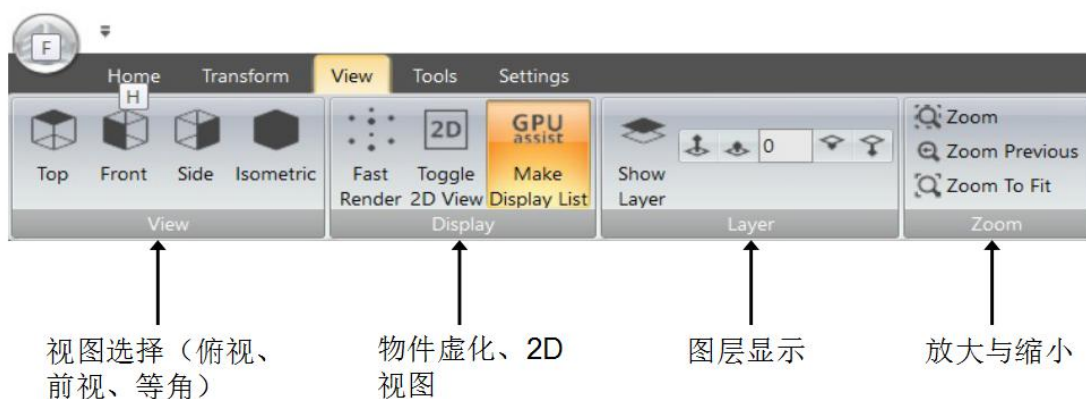 F
Home Transform View Tools Settings
H
2D GPU assist
Top Front Side Isometric Fast Toggle Make Show 0 Zoom
Zoom Previous
Render 2D View Display List Layer Zoom To Fit
View Display Layer Zoom
视图选择（俯视、 物件虚化、2D 图层显示 放大与缩小
前视、等角） 视图